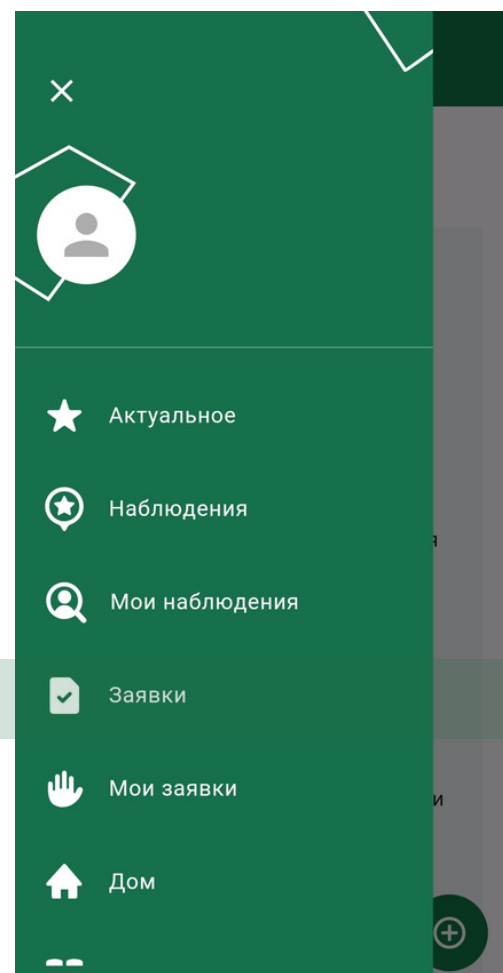 Актуальное
Наблюдения
я
Мои наблюдения
Заявки
Мои заявки
и
Дом